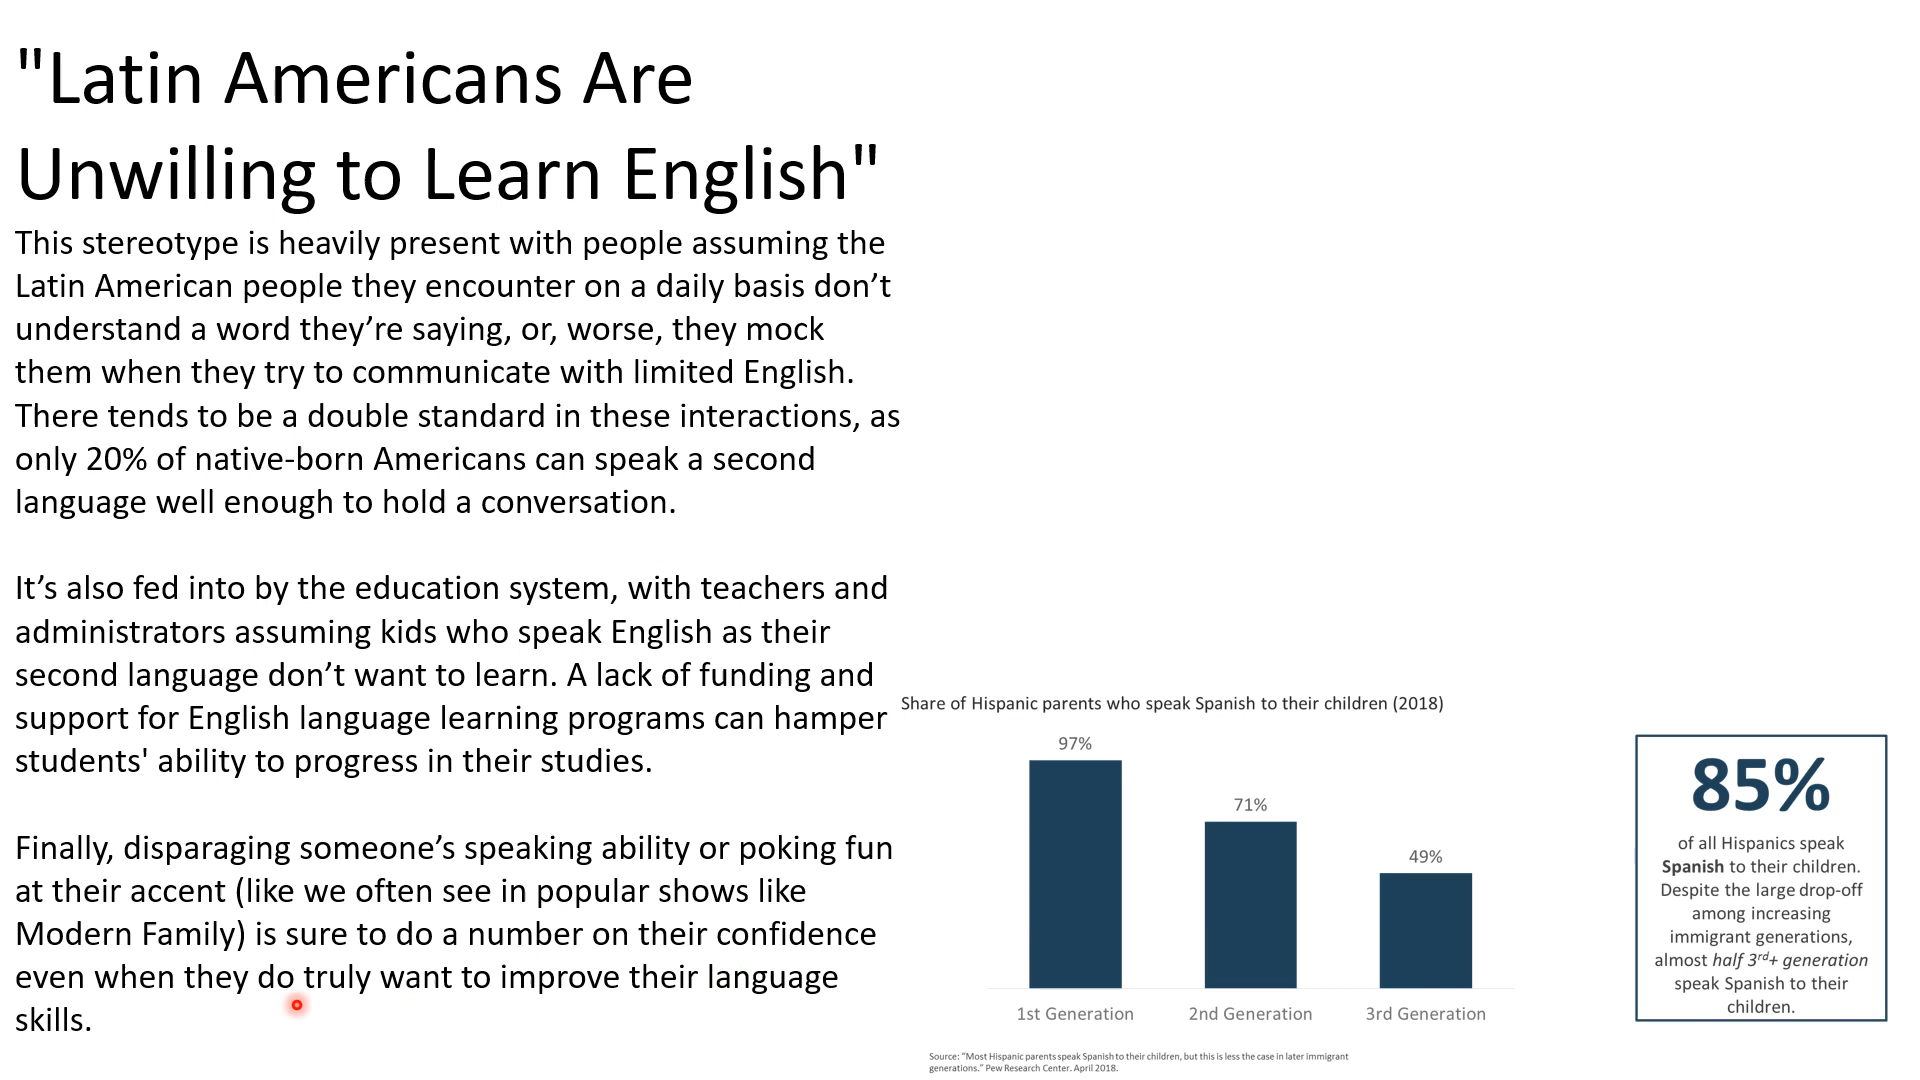 "Latin Americans Are
Unwilling to Learn English"
This stereotype is heavily present with people assuming the
Latin American people they encounter on a daily basis don’t
understand a word they’re saying, or, worse, they mock
them when they try to communicate with limited English.
There tends to be a double standard in these interactions, as
only 20% of native-born Americans can speak a second
language well enough to hold a conversation.
It’s also fed into by the education system, with teachers and
administrators assuming kids who speak English as their
second language don’t want to learn. A lack of funding and
support for English language learning programs can hamper
students' ability to progress in their studies.
Finally, disparaging someone’s speaking ability or poking fun
at their accent (like we often see in popular shows like
Modern Family) is sure to do a number on their confidence
even when they do truly want to improve their language
skills.
Share of Hispanic parents who speak Spanish to their children (2018)
97%
71%
49%
1st Generation
2nd Generation
3rd Generation
Source: “Most Hispanic parents speak Spanish to their children, but this is less the case in later immigrant
generations.” Pew Research Center. April 2018.
85%
of all Hispanics speak
Spanish to their children.
Despite the large drop-off
among increasing
immigrant generations,
almost half 3rd+ generation
speak Spanish to their
children.